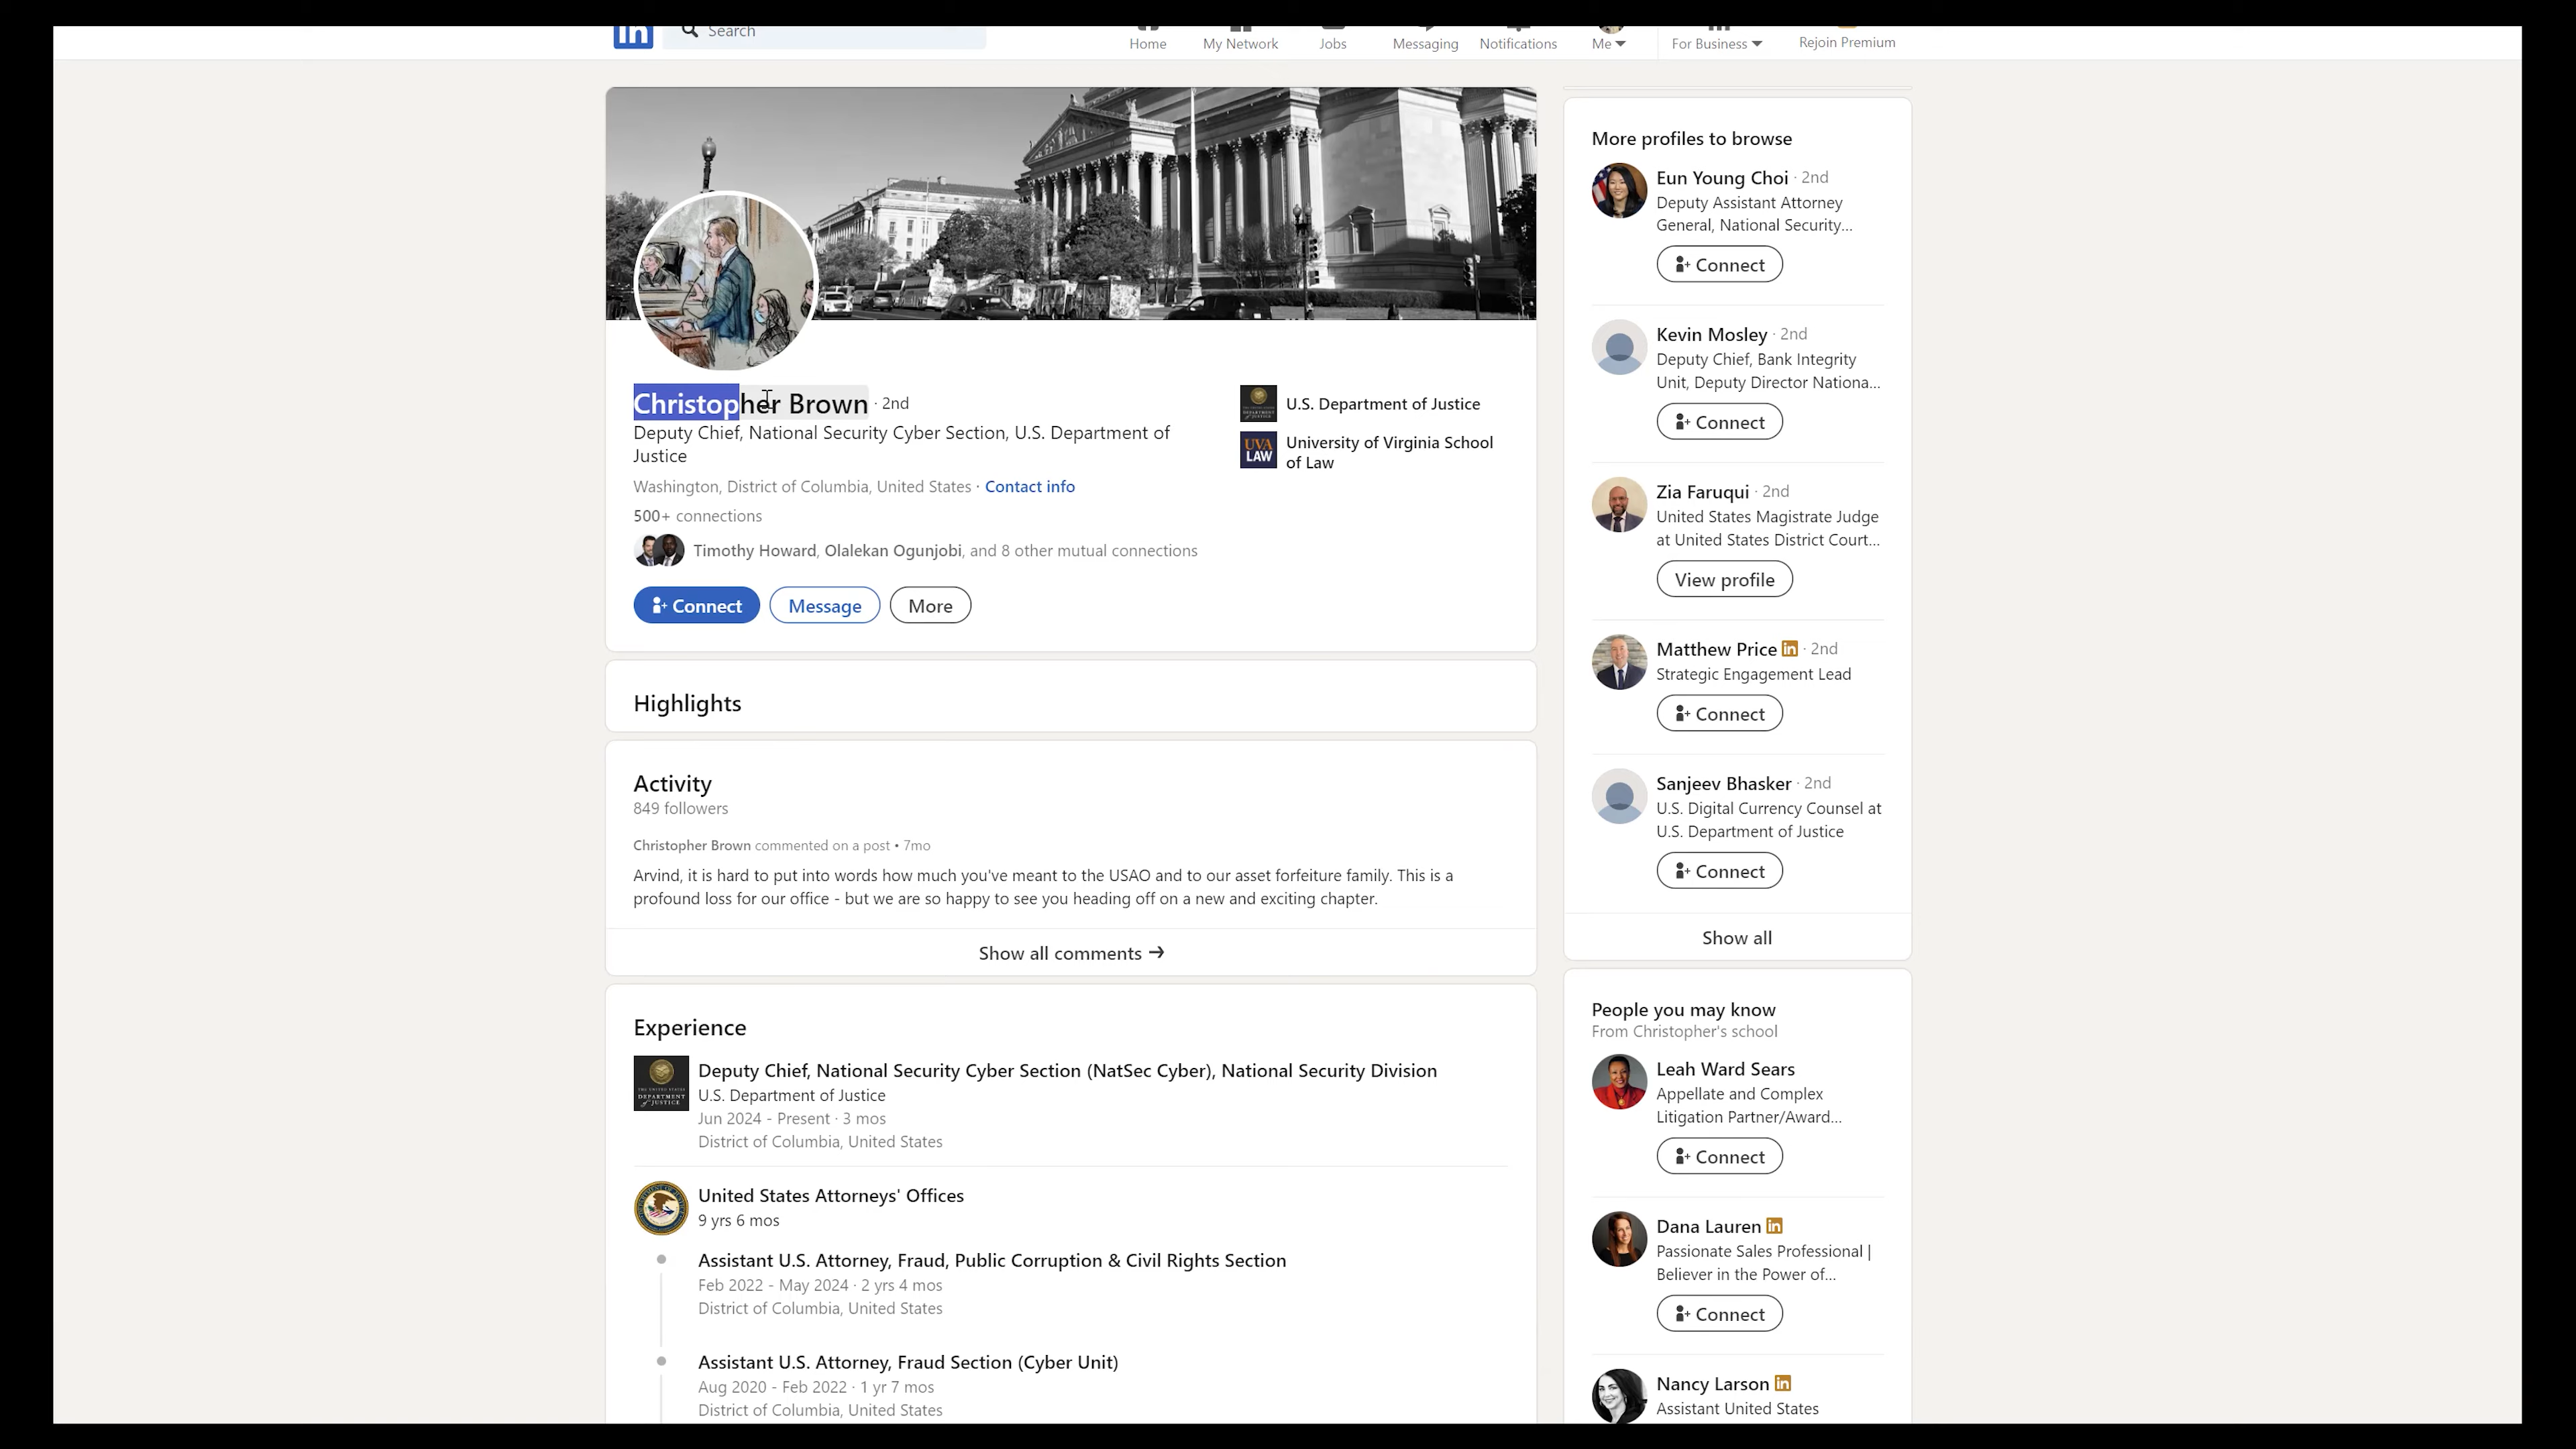 in
Search
Home
My Network
Jobs
Messaging
Notifications
Me
For Business
Rejoin Premium
Christopher Brown · 2nd
Deputy Chief, National Security Cyber Section, U.S. Department of
Justice
Washington, District of Columbia, United States · Contact info
500+ connections
Timothy Howard, Olalekan Ogunjobi, and 8 other mutual connections
Connect
Message
More
U.S. Department of Justice
UVA
LAW
University of Virginia School
of Law
Highlights
Activity
849 followers
Christopher Brown commented on a post • 7mo
Arvind, it is hard to put into words how much you've meant to the USAO and to our asset forfeiture family. This is a
profound loss for our office - but we are so happy to see you heading off on a new and exciting chapter.
Show all comments →
Experience
Deputy Chief, National Security Cyber Section (NatSec Cyber), National Security Division
U.S. Department of Justice
Jun 2024 - Present · 3 mos
District of Columbia, United States
United States Attorneys' Offices
9 yrs 6 mos
Assistant U.S. Attorney, Fraud, Public Corruption & Civil Rights Section
Feb 2022 - May 2024 · 2 yrs 4 mos
District of Columbia, United States
Assistant U.S. Attorney, Fraud Section (Cyber Unit)
Aug 2020 - Feb 2022 · 1 yr 7 mos
District of Columbia, United States
More profiles to browse
Eun Young Choi · 2nd
Deputy Assistant Attorney
General, National Security...
Connect
Kevin Mosley · 2nd
Deputy Chief, Bank Integrity
Unit, Deputy Director Nationa...
Connect
Zia Faruqui · 2nd
United States Magistrate Judge
at United States District Court...
View profile
Matthew Price in · 2nd
Strategic Engagement Lead
Connect
Sanjeev Bhasker · 2nd
U.S. Digital Currency Counsel at
U.S. Department of Justice
Connect
Show all
People you may know
From Christopher's school
Leah Ward Sears
Appellate and Complex
Litigation Partner/Award...
Connect
Dana Lauren in
Passionate Sales Professional |
Believer in the Power of...
Connect
Nancy Larson in
Assistant United States